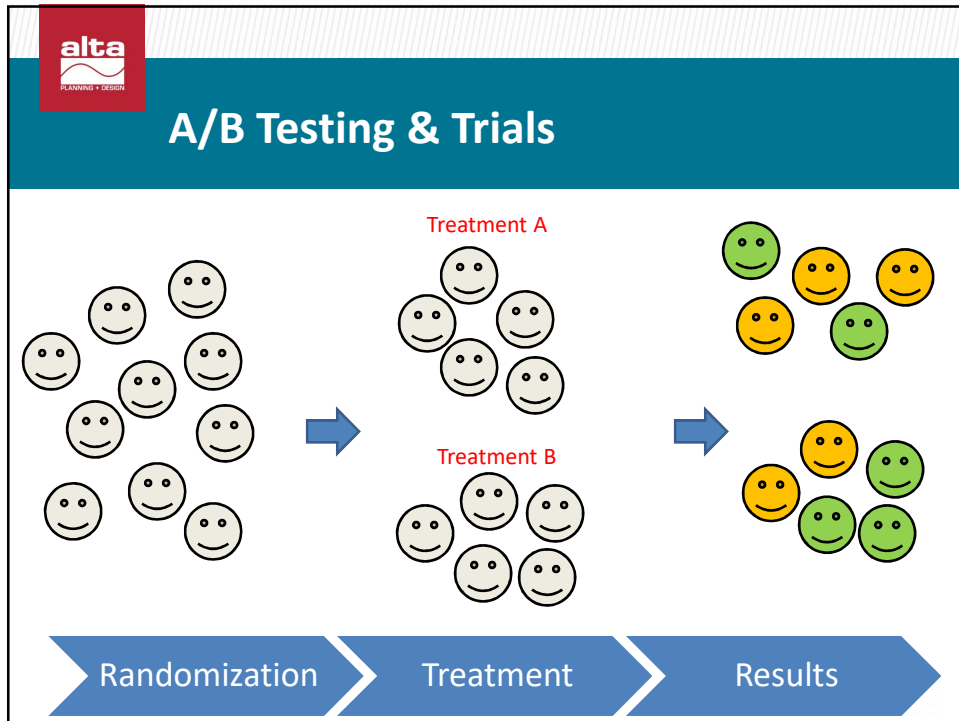 alta
PLANNING + DESIGN
A/B Testing & Trials
Treatment A
Treatment B
Randomization
Treatment
Results